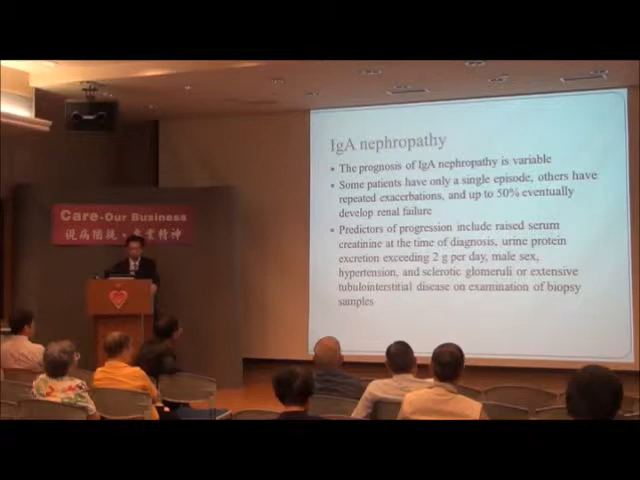 IgA nephropathy
• The prognosis of IgA nephropathy is variable
• Some patients have only a single episode, others have
repeated exacerbations, and up to 50% eventually
develop renal failure
• Predictors of progression include raised serum
creatinine at the time of diagnosis, urine protein
excretion exceeding 2 g per day, male sex,
hypertension, and sclerotic glomeruli or extensive
tubulointerstitial disease on examination of biopsy
samples
Care-Our Business